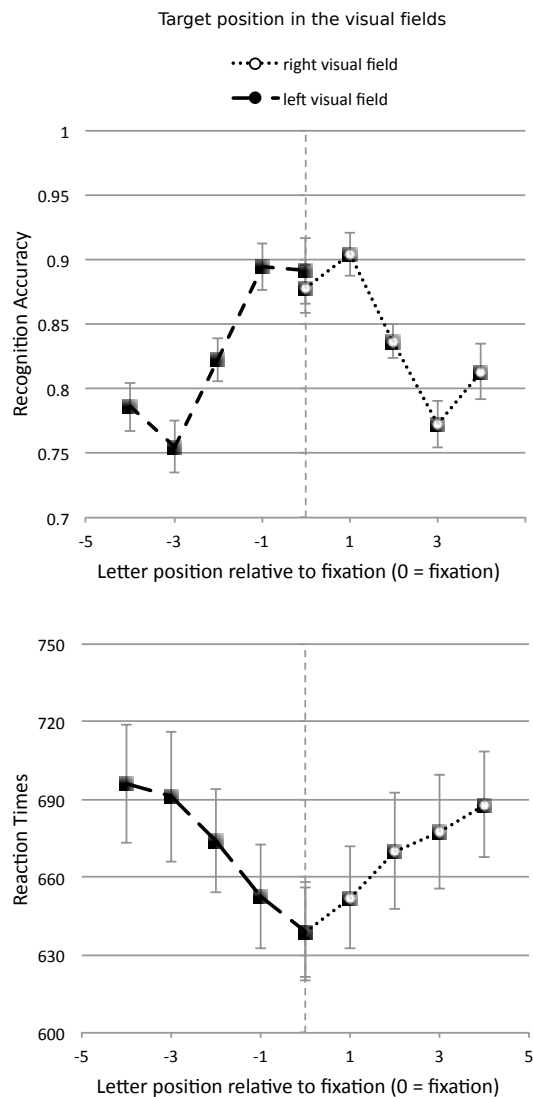 Target position in the visual fields
right visual field
left visual field
1
0.95
0.9
0.85
0.8
0.75
0.7
Recognition Accuracy
-5 -3 -1 1 3
Letter position relative to fixation (0 = fixation)
750
720
690
660
630
600
Reaction Times
-5 -3 -1 1 3 5
Letter position relative to fixation (0 = fixation)